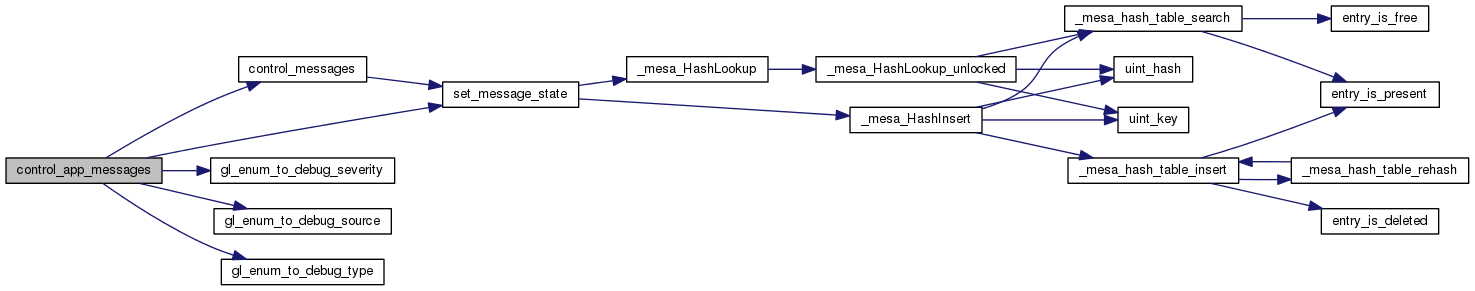 control_app_messages
control_messages
set_message_state
gl_enum_to_debug_severity
gl_enum_to_debug_source
gl_enum_to_debug_type
_mesa_HashLookup
_mesa_HashLookup_unlocked
_mesa_HashInsert
_mesa_hash_table_search
uint_hash
uint_key
_mesa_hash_table_insert
entry_is_free
entry_is_present
_mesa_hash_table_rehash
entry_is_deleted